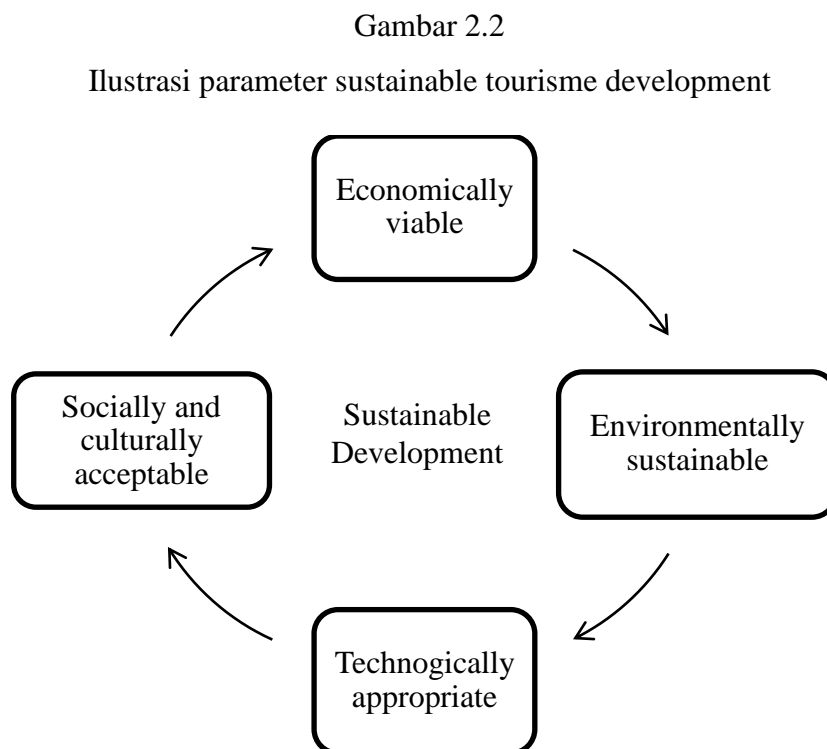 Gambar 2.2
Ilustrasi parameter sustainable tourisme development
Economically
viable
Socially and
culturally
acceptable
Sustainable
Development
Environmentally
sustainable
Technogically
appropriate